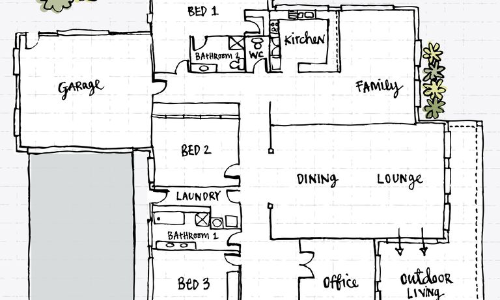 BED 1
KITCHEN
BATHROOM 2
WC
GARAGE
FAMILY
BED 2
DINING
LOUNGE
LAUNDRY
BATHROOM 1
BED 3
OFFICE
OUTDOOR
LIVING